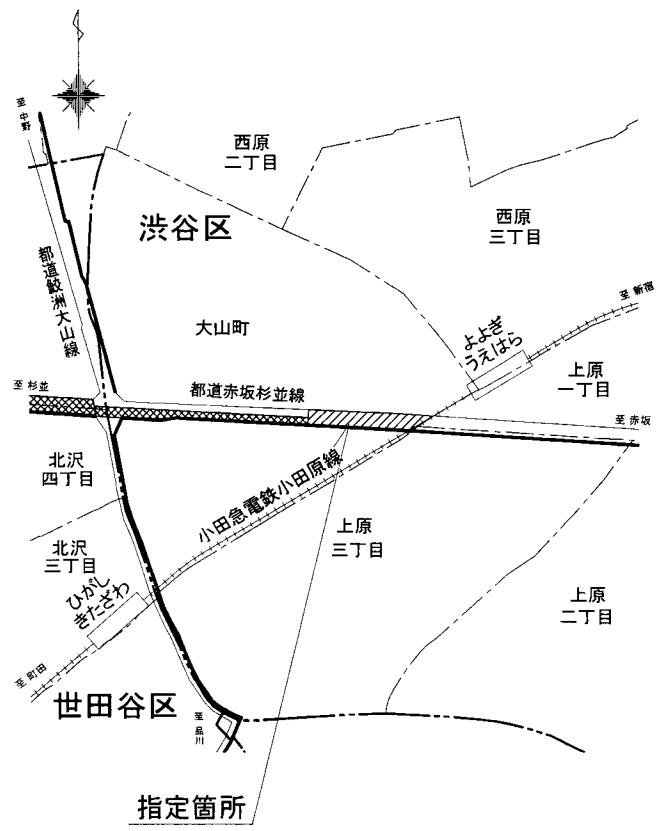 至 中野
西原
二丁目
渋谷区
西原
三丁目
都道鮫洲大山線
至 新宿
大山町
よよぎ
うえはら
上原
一丁目
至 杉並
都道赤坂杉並線
至 赤坂
北沢
四丁目
小田急電鉄小田原線
上原
三丁目
北沢
三丁目
ひがし
きたざわ
上原
二丁目
至 町田
世田谷区
至 品川
指定箇所